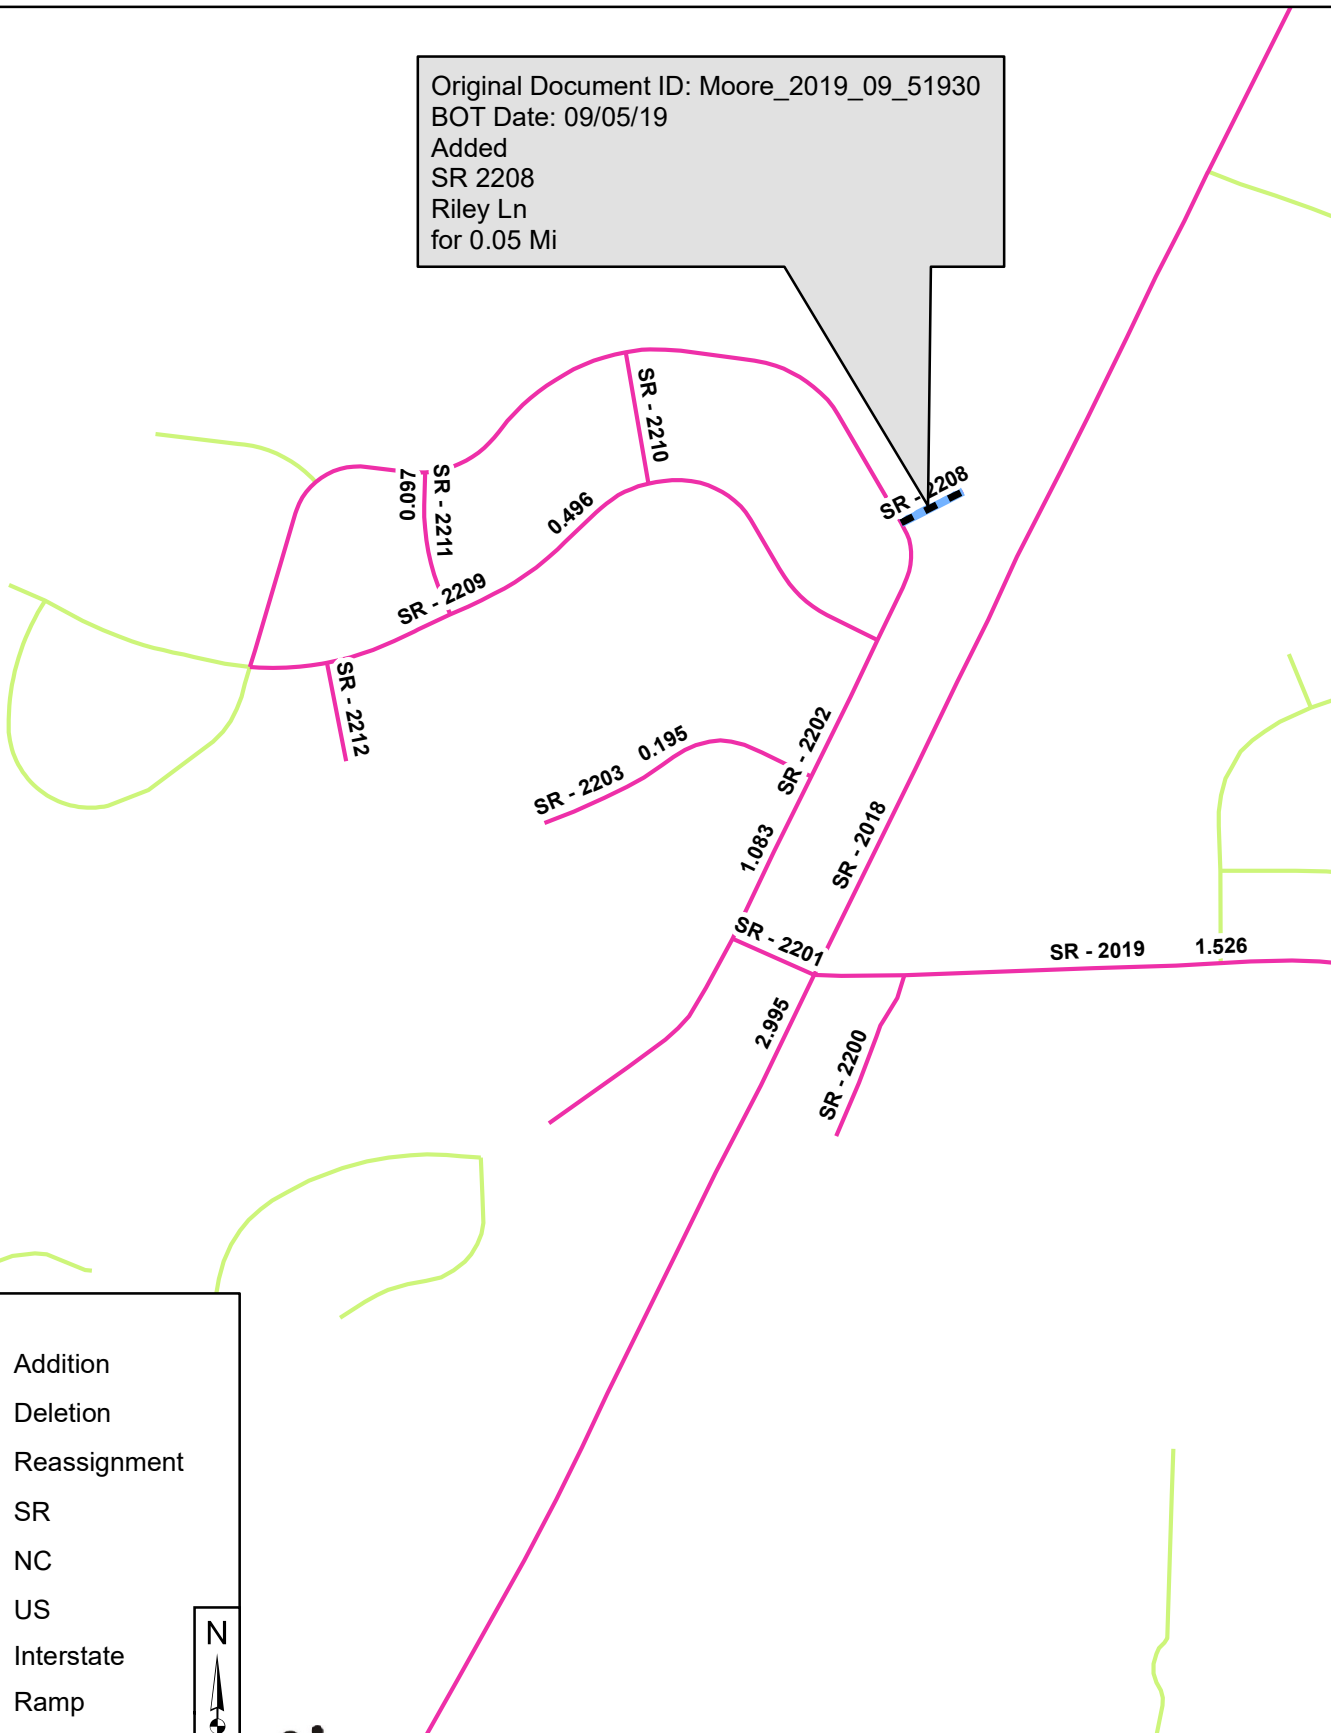 Original Document ID: Moore_2019_09_51930
BOT Date: 09/05/19
Added
SR 2208
Riley Ln
for 0.05 Mi
SR - 2210
SR - 2208
0.097
SR - 2211
0.496
SR - 2209
SR - 2212
SR - 2202
0.195
SR - 2203
1.083
SR - 2018
SR - 2201
SR - 2019
1.526
2.995
SR - 2200
Addition
Deletion
Reassignment
SR
NC
US
Interstate
Ramp
N